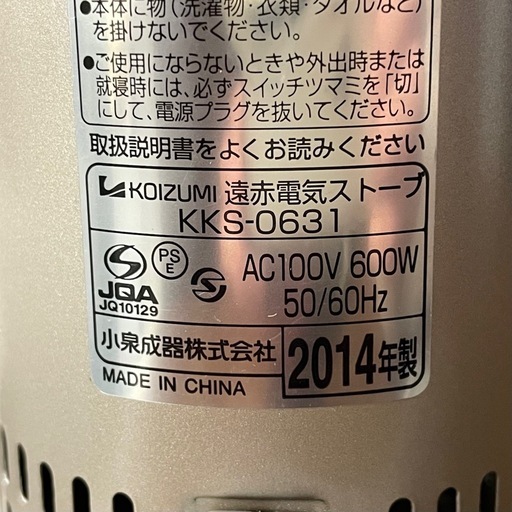 ●本体に物(洗濯物・衣類・タオルなど)
を掛けないでください。
●ご使用にならないときや外出時または
就寝時には、必ずスイッチツマミを「切」
にして、電源プラグを抜いてください。
取扱説明書をよくお読みください
KOIZUMI 遠赤電気ストーブ
KKS-0631
PS
E
AC100V 600W
50/60Hz
JQA
JQ10129
小泉成器株式会社
MADE IN CHINA
2014年製